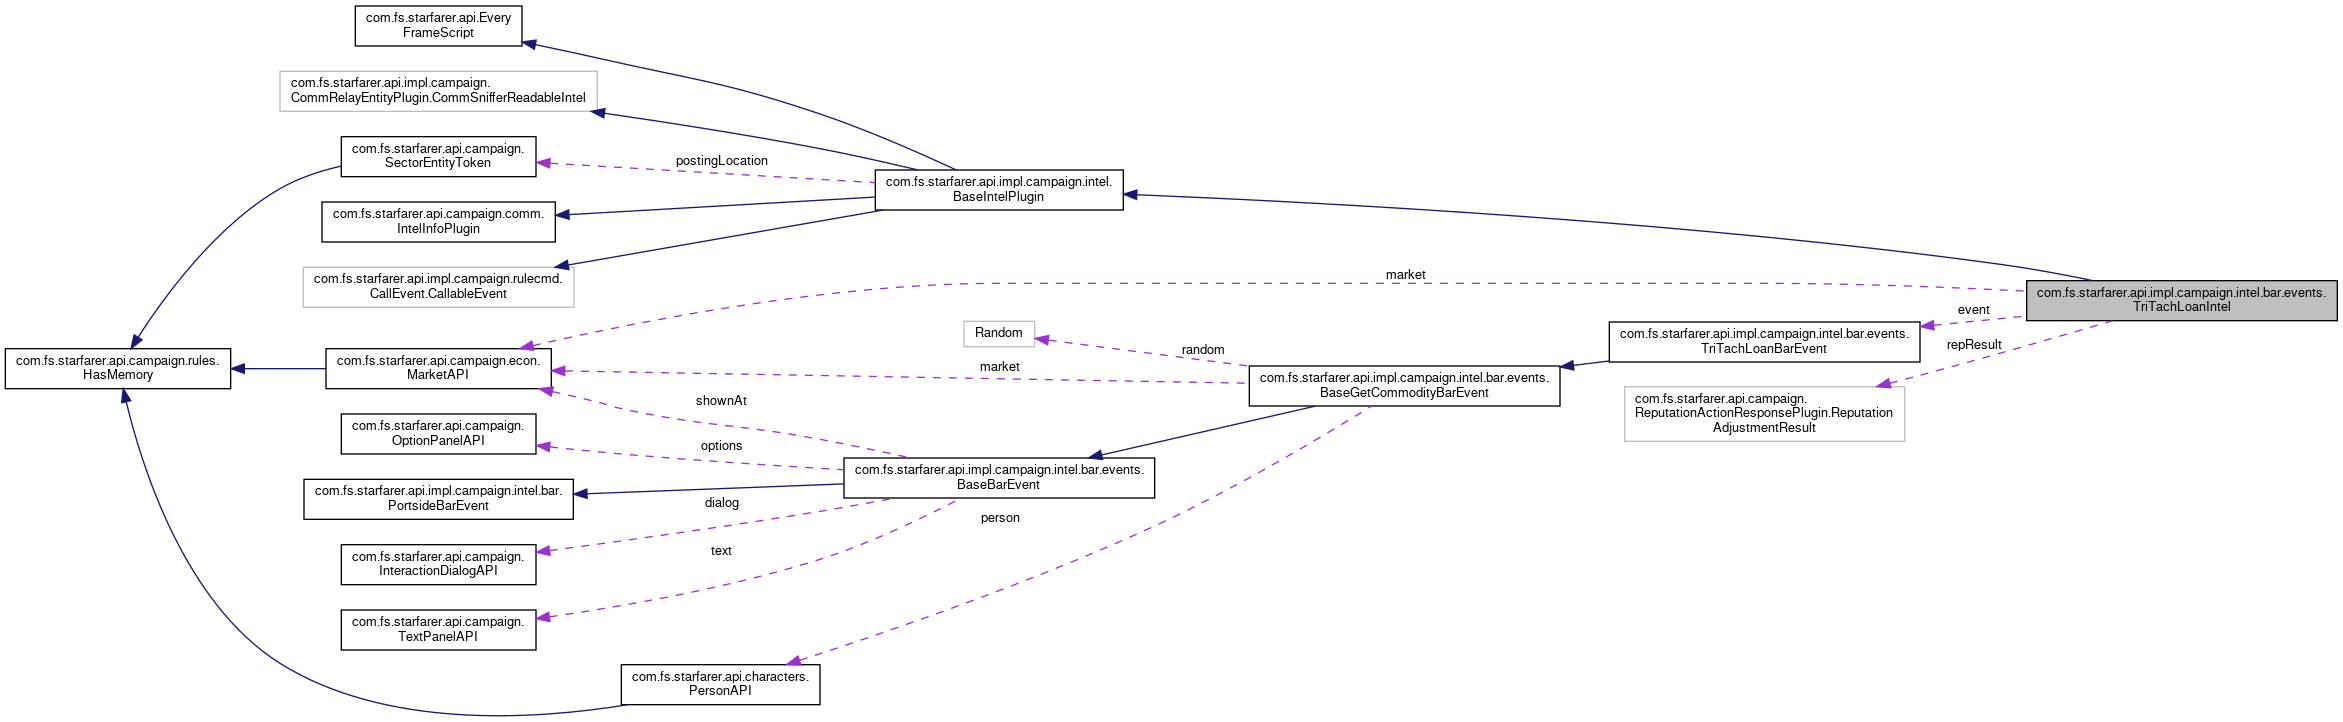 com.fs.starfarer.api.Every
FrameScript
com.fs.starfarer.api.impl.campaign.
CommRelayEntityPlugin.CommSnifferReadableIntel
com.fs.starfarer.api.campaign.
SectorEntityToken
postingLocation
com.fs.starfarer.api.impl.campaign.intel.
BaseIntelPlugin
com.fs.starfarer.api.campaign.comm.
IntelInfoPlugin
com.fs.starfarer.api.impl.campaign.rulecmd.
CallEvent.CallableEvent
market
com.fs.starfarer.api.impl.campaign.intel.bar.events.
TriTachLoanIntel
event
Random
random
com.fs.starfarer.api.impl.campaign.intel.bar.events.
TriTachLoanBarEvent
repResult
com.fs.starfarer.api.campaign.rules.
HasMemory
com.fs.starfarer.api.campaign.econ.
MarketAPI
market
com.fs.starfarer.api.impl.campaign.intel.bar.events.
BaseGetCommodityBarEvent
shownAt
com.fs.starfarer.api.campaign.
ReputationActionResponsePlugin.Reputation
AdjustmentResult
com.fs.starfarer.api.campaign.
OptionPanelAPI
options
com.fs.starfarer.api.impl.campaign.intel.bar.events.
BaseBarEvent
com.fs.starfarer.api.impl.campaign.intel.bar.
PortsideBarEvent
dialog
person
com.fs.starfarer.api.campaign.
InteractionDialogAPI
text
com.fs.starfarer.api.campaign.
TextPanelAPI
com.fs.starfarer.api.characters.
PersonAPI